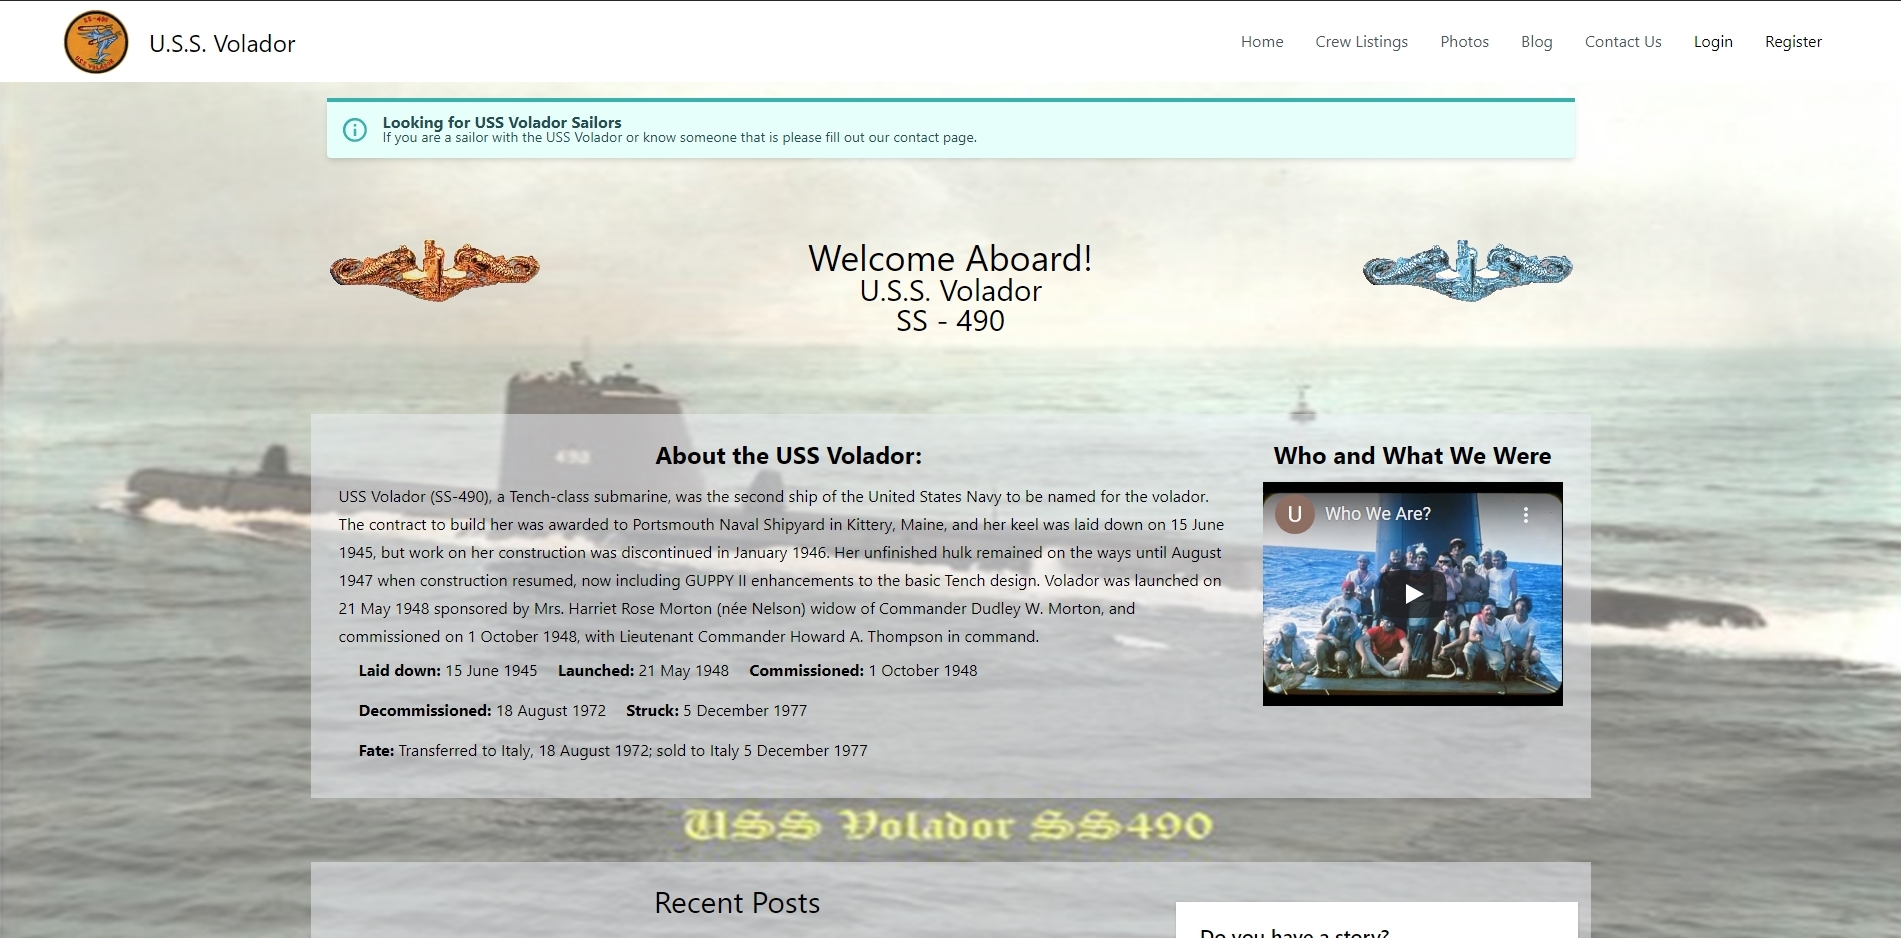 SS-490
U.S.S. VOLADOR
U.S.S. Volador
Home
Crew Listings
Photos
Blog
Contact Us
Login
Register
Looking for USS Volador Sailors
If you are a sailor with the USS Volador or know someone that is please fill out our contact page.
Welcome Aboard!
U.S.S. Volador
SS - 490
490
About the USS Volador:
USS Volador (SS-490), a Tench-class submarine, was the second ship of the United States Navy to be named for the volador.
The contract to build her was awarded to Portsmouth Naval Shipyard in Kittery, Maine, and her keel was laid down on 15 June
1945, but work on her construction was discontinued in January 1946. Her unfinished hulk remained on the ways until August
1947 when construction resumed, now including GUPPY II enhancements to the basic Tench design. Volador was launched on
21 May 1948 sponsored by Mrs. Harriet Rose Morton (née Nelson) widow of Commander Dudley W. Morton, and
commissioned on 1 October 1948, with Lieutenant Commander Howard A. Thompson in command.
Laid down: 15 June 1945 Launched: 21 May 1948 Commissioned: 1 October 1948
Decommissioned: 18 August 1972 Struck: 5 December 1977
Fate: Transferred to Italy, 18 August 1972; sold to Italy 5 December 1977
Who and What We Were
U
Who We Are?
USS Volador SS490
Recent Posts
Do you have a story?